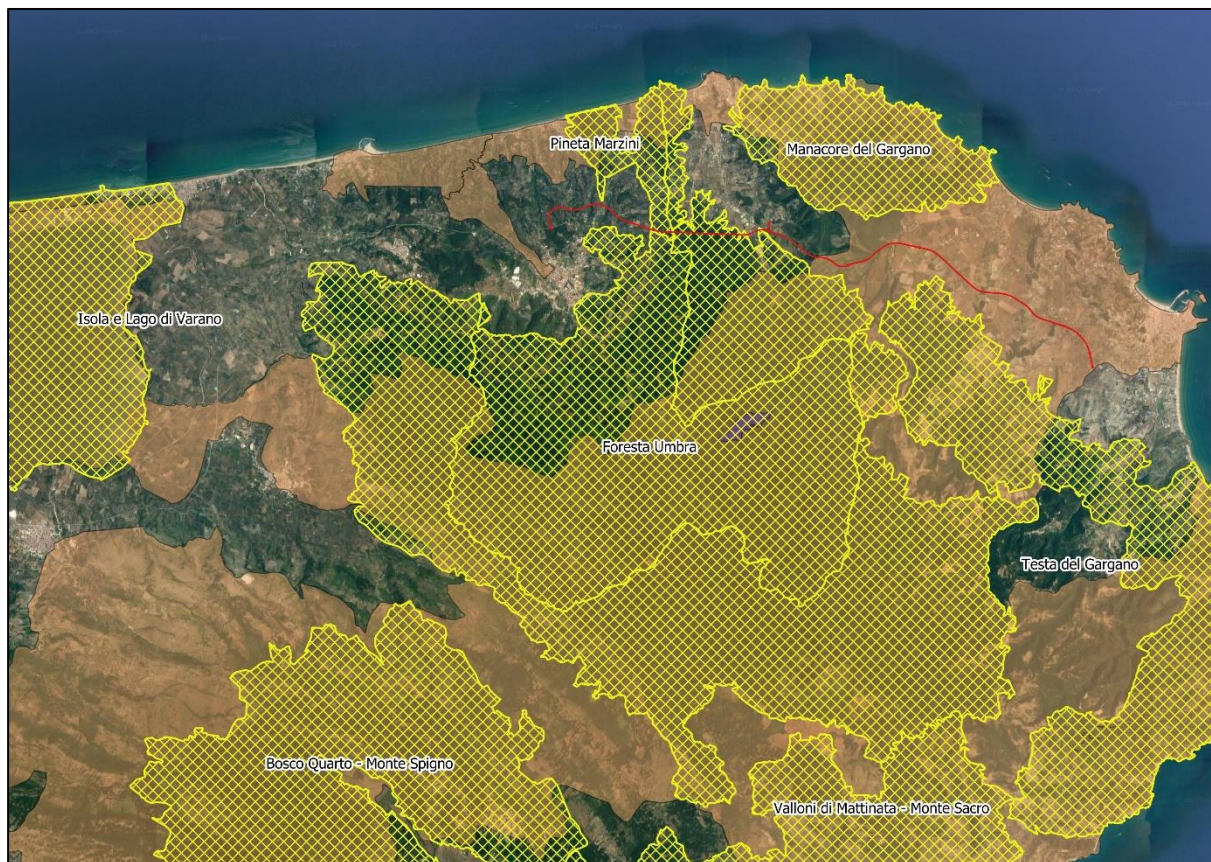 Pineta Marzini
Manacore del Gargano
Isola e Lago di Varano
Foresta Umbra
Testa del Gargano
Bosco Quarto - Monte Spigno
Valloni di Mattinata - Monte Sacro